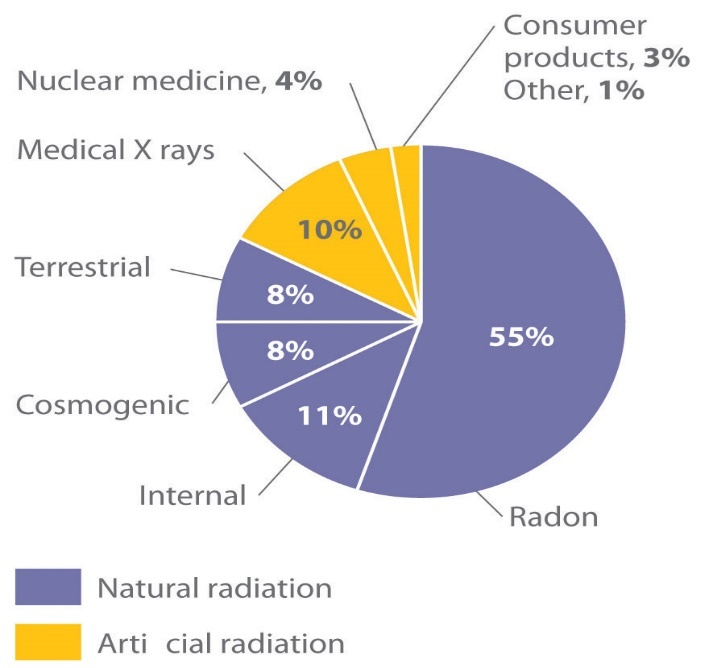 Consumer
products, 3%
Other, 1%
Nuclear medicine, 4%
Medical X rays
10%
Terrestrial
8%
55%
8%
Cosmogenic
11%
Internal
Radon
Natural radiation
Arti cial radiation